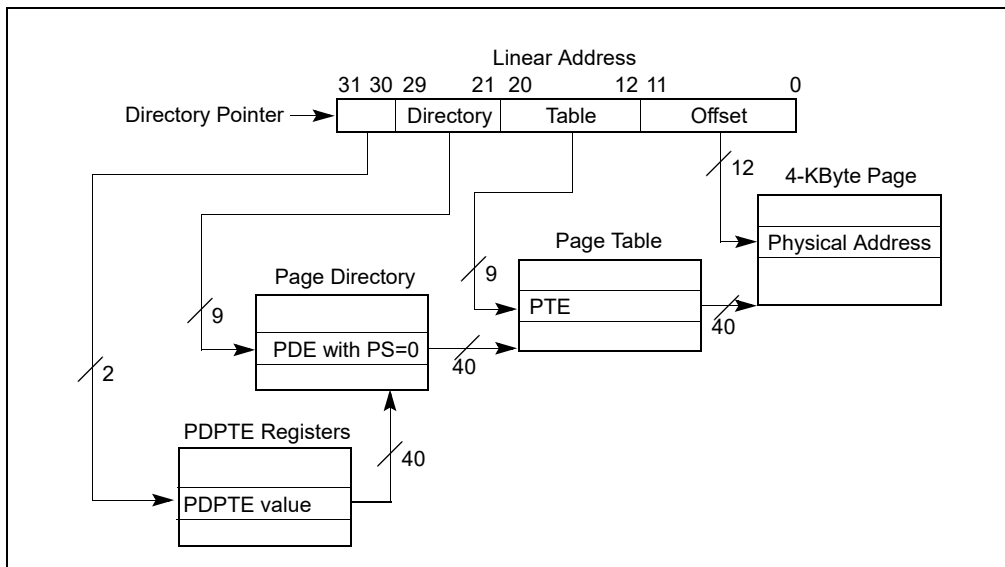 Linear Address
31 30 29 21 20 12 11 0
Directory Pointer Directory Table Offset
12
4-KByte Page
Physical Address
Page Table
9
PTE
40
Page Directory
9
PDE with PS=0
40
2
PDPTE Registers
40
PDPTE value